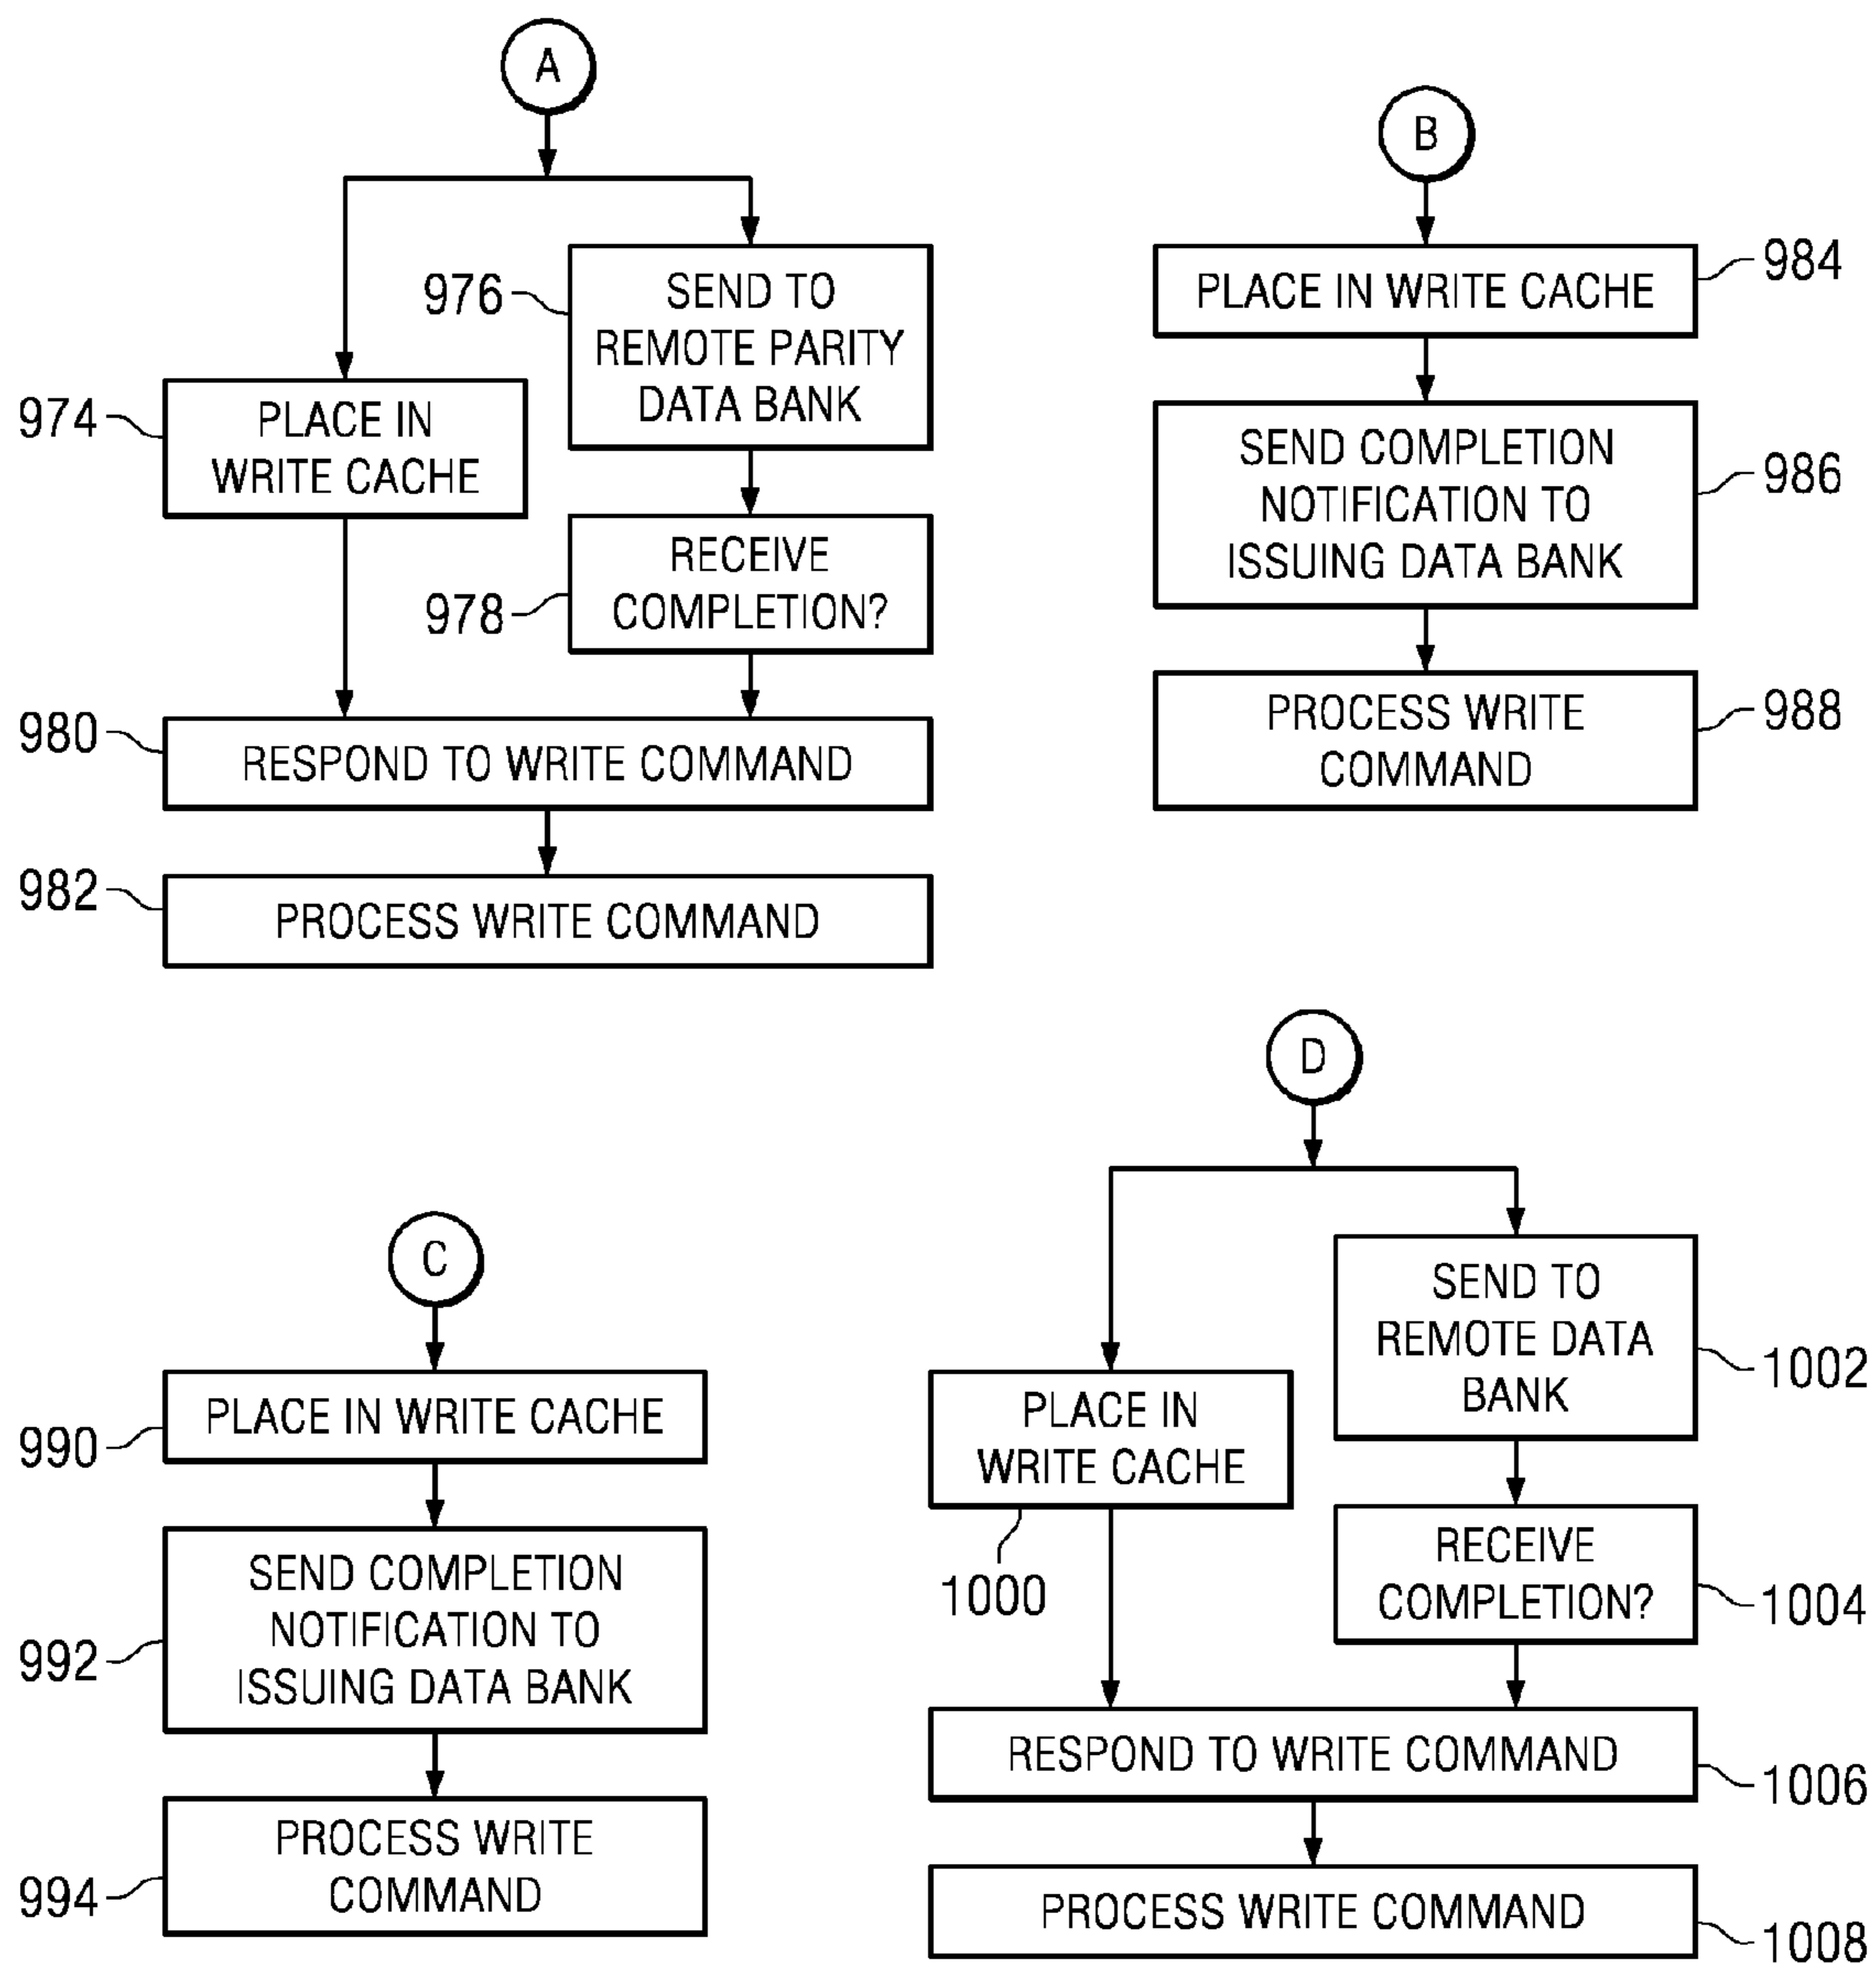 A
976
SEND TO
REMOTE PARITY
DATA BANK
974
PLACE IN
WRITE CACHE
978
RECEIVE
COMPLETION?
980
RESPOND TO WRITE COMMAND
982
PROCESS WRITE COMMAND
B
PLACE IN WRITE CACHE
984
SEND COMPLETION
NOTIFICATION TO
ISSUING DATA BANK
986
PROCESS WRITE
COMMAND
988
C
990
PLACE IN WRITE CACHE
992
SEND COMPLETION
NOTIFICATION TO
ISSUING DATA BANK
994
PROCESS WRITE
COMMAND
D
SEND TO
REMOTE DATA
BANK
1002
PLACE IN
WRITE CACHE
1000
RECEIVE
COMPLETION?
1004
RESPOND TO WRITE COMMAND
1006
PROCESS WRITE COMMAND
1008